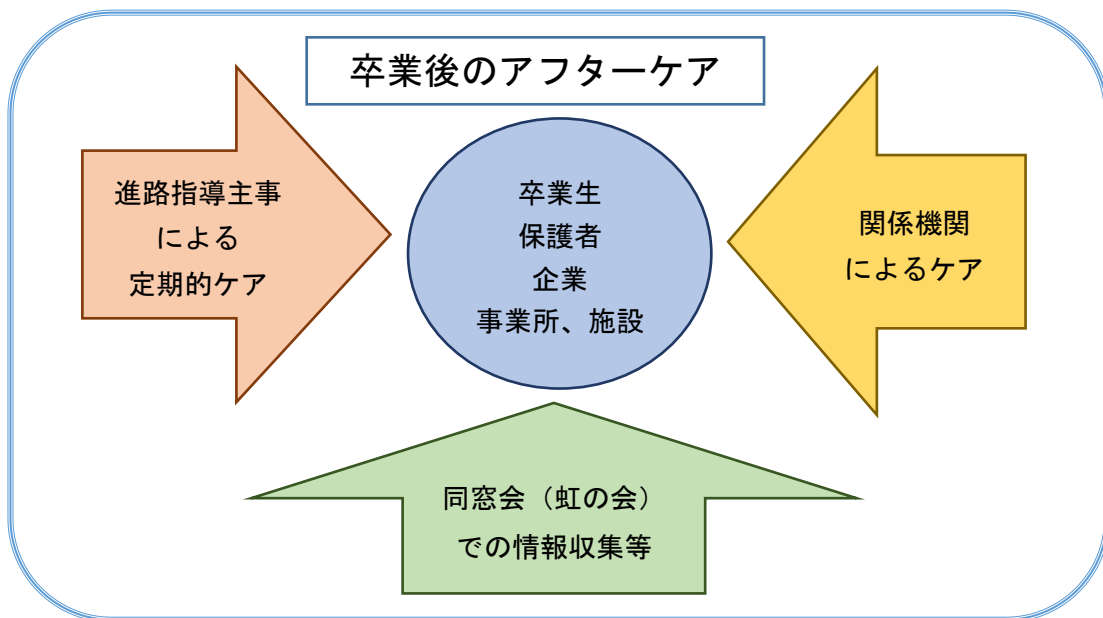 卒業後のアフターケア
進路指導主事
による
定期的ケア
卒業生
保護者
企業
事業所、施設
関係機関
によるケア
同窓会（虹の会）
での情報収集等